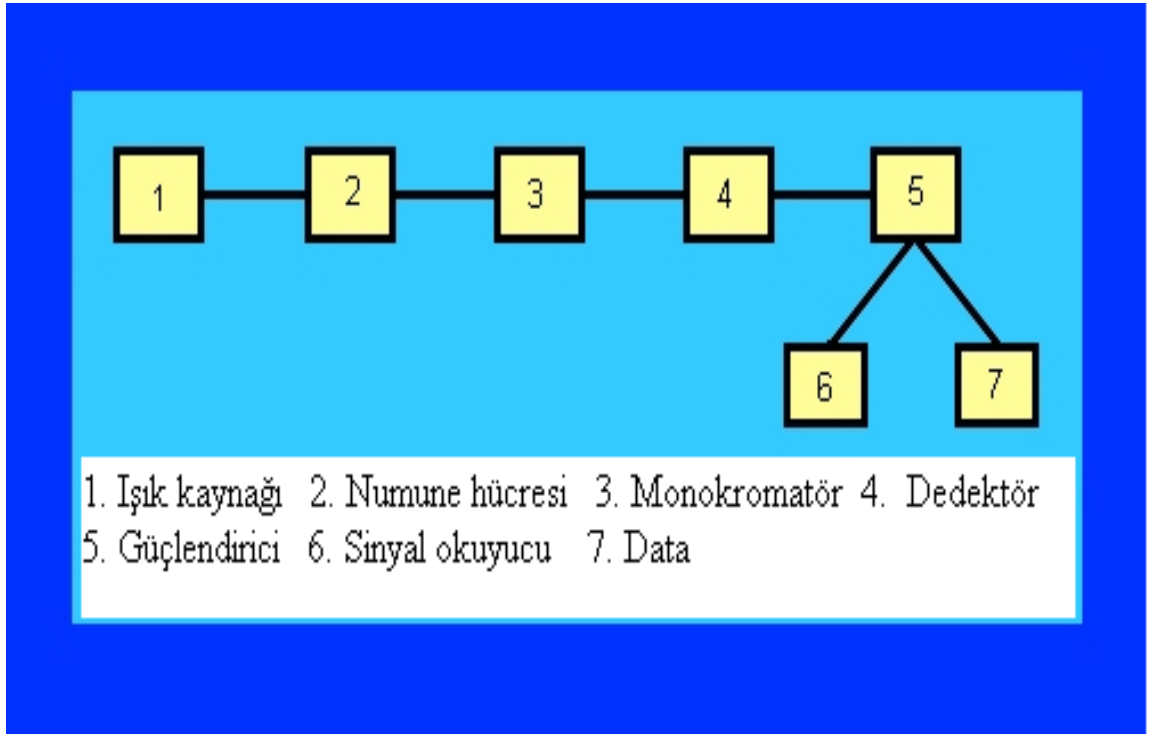 1 2 3 4 5
6 7
1. Işık kaynağı 2. Numune hücresi 3. Monokromatör 4. Dedektör
5. Güçlendirici 6. Sinyal okuyucu 7. Data